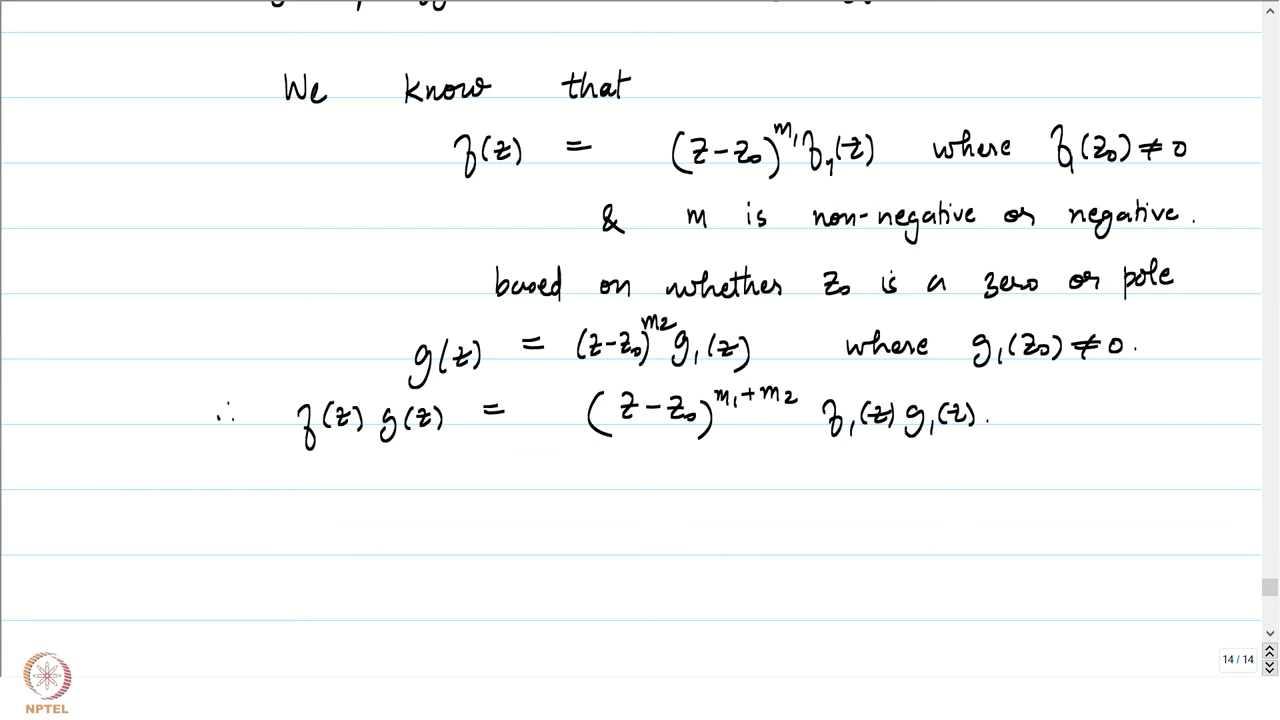 We know that
f(z) = (z-z₀)^m₁ f₁(z) where f₁(z₀) ≠ 0
& m is non-negative or negative.
based on whether z₀ is a zero or pole
g(z) = (z-z₀)^m₂ g₁(z) where g₁(z₀) ≠ 0.
∴ f(z) g(z) = (z-z₀)^m₁+m₂ f₁(z) g₁(z).
14 / 14
NPTEL